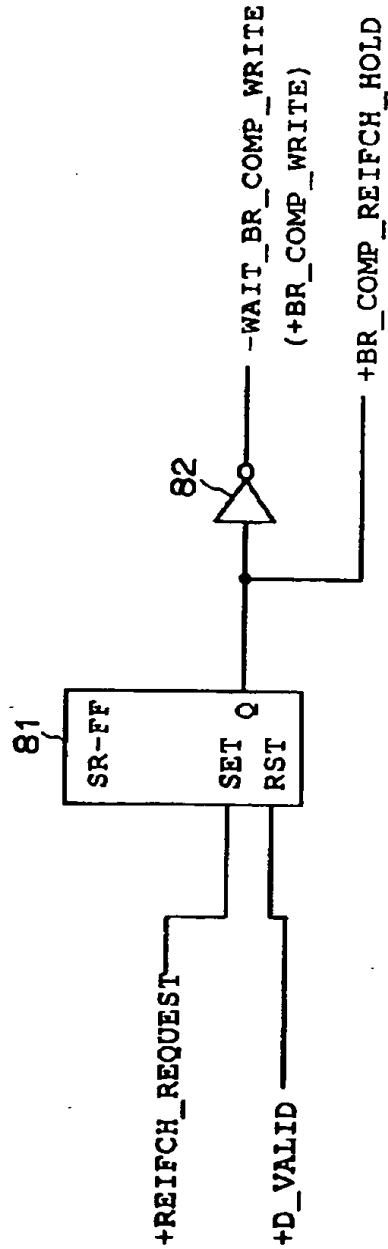 81
SR-FF
+REIFCH_REQUEST
SET
Q
+D_VALID
RST
82
-WAIT_BR_COMP_WRITE
(+BR_COMP_WRITE)
+BR_COMP_REIFCH_HOLD